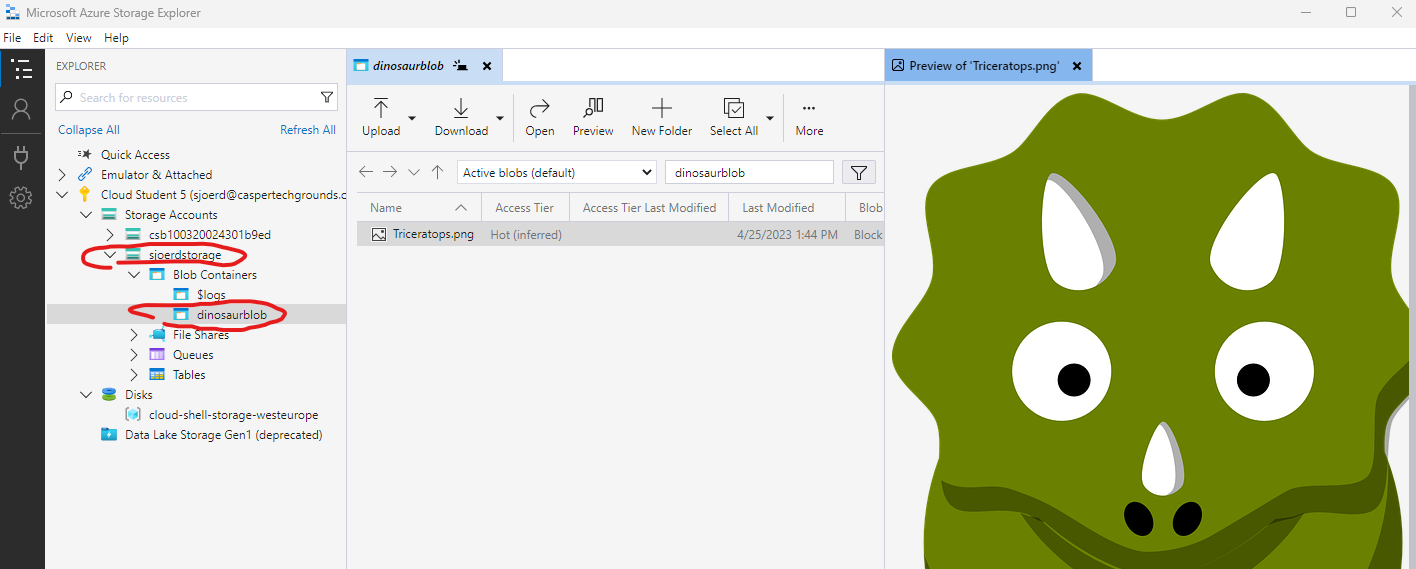 Microsoft Azure Storage Explorer
File Edit View Help
EXPLORER
Search for resources
Collapse All Refresh All
Quick Access
Emulator & Attached
Cloud Student 5 (sjoerd@caspertechgrounds.c
Storage Accounts
csb100320024301b9ed
sjoerdstorage
Blob Containers
$logs
dinosaurblob
File Shares
Queues
Tables
Disks
cloud-shell-storage-westeurope
Data Lake Storage Gen1 (deprecated)
dinosaurblob
Upload Download Open Preview New Folder Select All More
Active blobs (default) dinosaurblob
Name Access Tier Access Tier Last Modified Last Modified Blob
Triceratops.png Hot (inferred) 4/25/2023 1:44 PM Block
Preview of 'Triceratops.png'